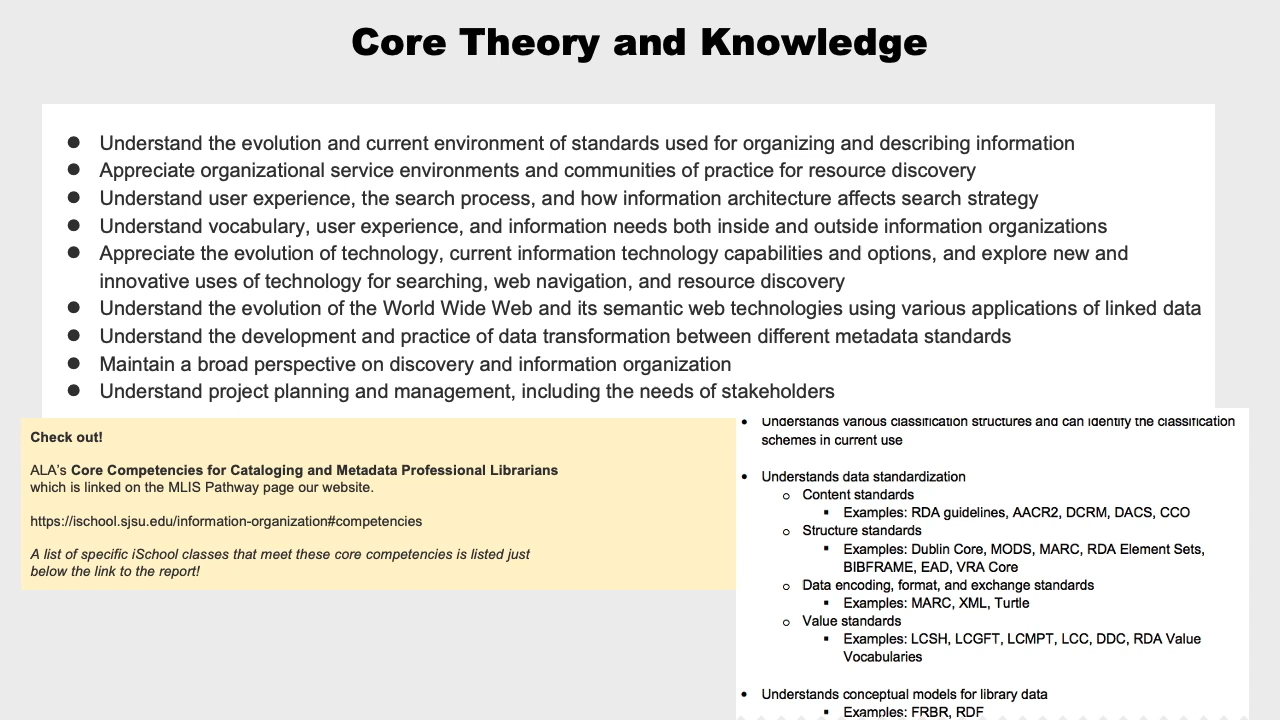 Core Theory and Knowledge
● Understand the evolution and current environment of standards used for organizing and describing information
● Appreciate organizational service environments and communities of practice for resource discovery
● Understand user experience, the search process, and how information architecture affects search strategy
● Understand vocabulary, user experience, and information needs both inside and outside information organizations
● Appreciate the evolution of technology, current information technology capabilities and options, and explore new and
innovative uses of technology for searching, web navigation, and resource discovery
● Understand the evolution of the World Wide Web and its semantic web technologies using various applications of linked data
● Understand the development and practice of data transformation between different metadata standards
● Maintain a broad perspective on discovery and information organization
● Understand project planning and management, including the needs of stakeholders
Check out!
ALA's Core Competencies for Cataloging and Metadata Professional Librarians
which is linked on the MLIS Pathway page our website.
https://ischool.sjsu.edu/information-organization#competencies
A list of specific iSchool classes that meet these core competencies is listed just
below the link to the report!
• Understands various classification structures and can identify the classification
schemes in current use
• Understands data standardization
o Content standards
▪ Examples: RDA guidelines, AACR2, DCRM, DACS, CCO
o Structure standards
▪ Examples: Dublin Core, MODS, MARC, RDA Element Sets,
BIBFRAME, EAD, VRA Core
o Data encoding, format, and exchange standards
▪ Examples: MARC, XML, Turtle
o Value standards
▪ Examples: LCSH, LCGFT, LCMPT, LCC, DDC, RDA Value
Vocabularies
• Understands conceptual models for library data
▪ Examples: FRBR, RDF